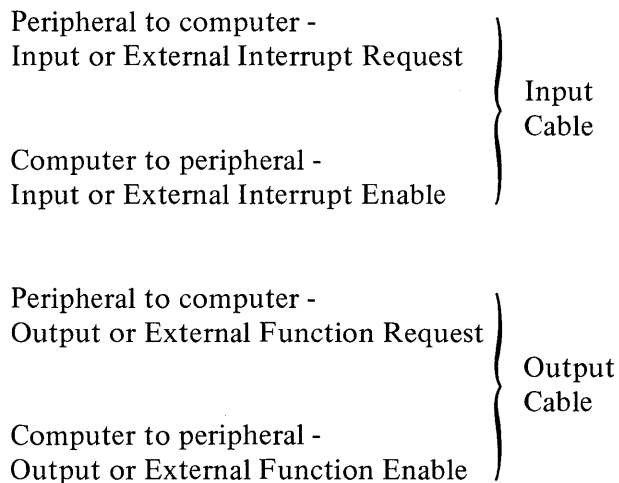 Peripheral to computer -
Input or External Interrupt Request
Computer to peripheral -
Input or External Interrupt Enable
Input
Cable
Peripheral to computer -
Output or External Function Request
Computer to peripheral -
Output or External Function Enable
Output
Cable